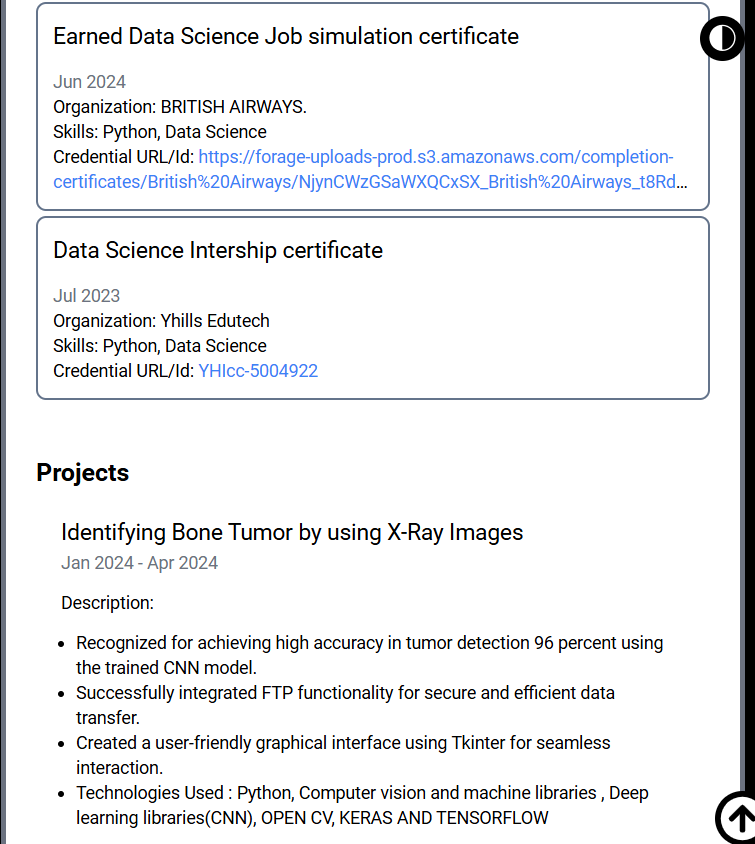 Earned Data Science Job simulation certificate
Jun 2024
Organization: BRITISH AIRWAYS.
Skills: Python, Data Science
Credential URL/Id: https://forage-uploads-prod.s3.amazonaws.com/completion-
certificates/British%20Airways/NjynCWzGSaWXQCxSX_British%20Airways_t8Rd...
Data Science Intership certificate
Jul 2023
Organization: Yhills Edutech
Skills: Python, Data Science
Credential URL/Id: YHIcc-5004922
Projects
Identifying Bone Tumor by using X-Ray Images
Jan 2024 - Apr 2024
Description:
• Recognized for achieving high accuracy in tumor detection 96 percent using
the trained CNN model.
• Successfully integrated FTP functionality for secure and efficient data
transfer.
• Created a user-friendly graphical interface using Tkinter for seamless
interaction.
• Technologies Used : Python, Computer vision and machine libraries , Deep
learning libraries(CNN), OPEN CV, KERAS AND TENSORFLOW